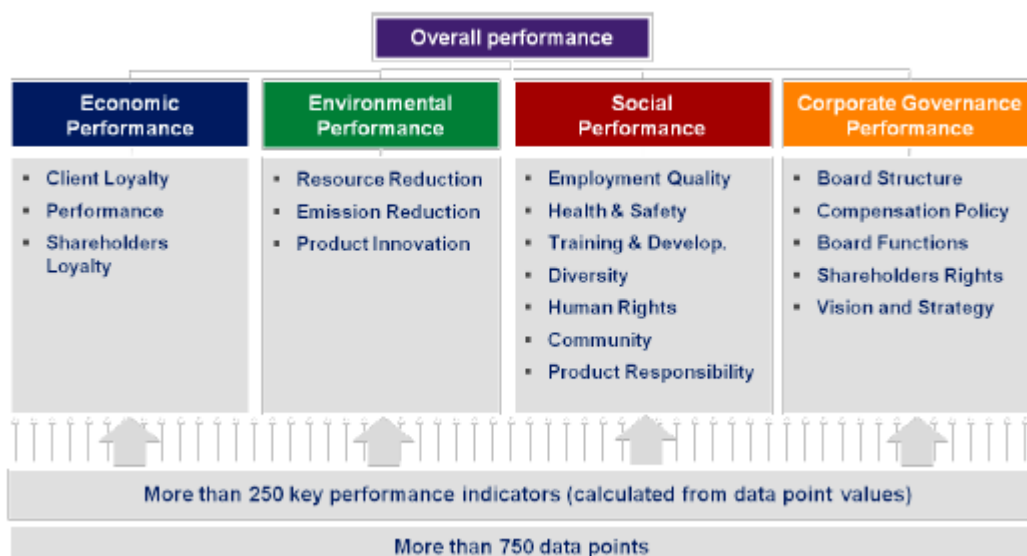 Overall performance
Economic
Performance
Environmental
Performance
Social
Performance
Corporate Governance
Performance
Client Loyalty
Performance
Shareholders
Loyalty
Resource Reduction
Emission Reduction
Product Innovation
Employment Quality
Health & Safety
Training & Develop.
Diversity
Human Rights
Community
Product Responsibility
Board Structure
Compensation Policy
Board Functions
Shareholders Rights
Vision and Strategy
More than 250 key performance indicators (calculated from data point values)
More than 750 data points